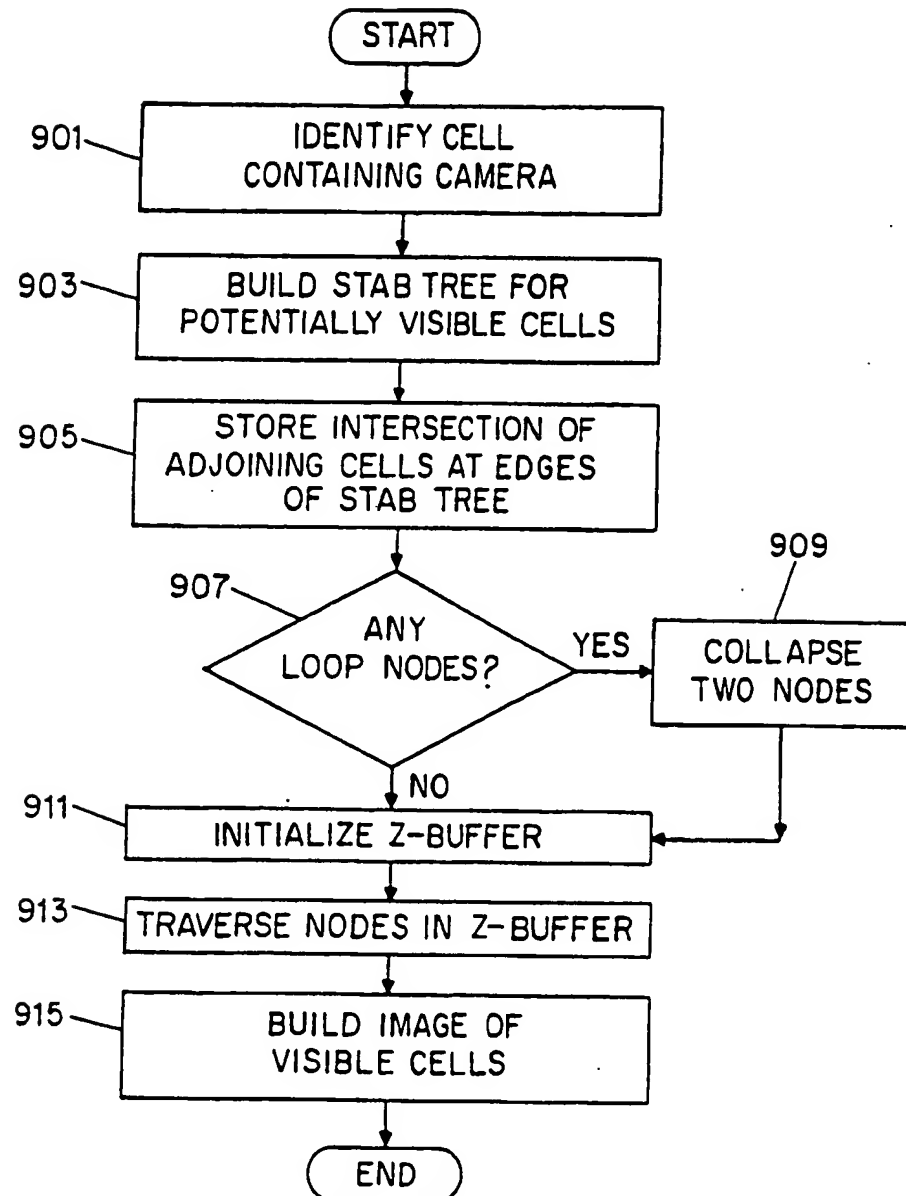 START
901
IDENTIFY CELL
CONTAINING CAMERA
903
BUILD STAB TREE FOR
POTENTIALLY VISIBLE CELLS
905
STORE INTERSECTION OF
ADJOINING CELLS AT EDGES
OF STAB TREE
907
ANY
LOOP NODES?
YES
909
COLLAPSE
TWO NODES
NO
911
INITIALIZE Z-BUFFER
913
TRAVERSE NODES IN Z-BUFFER
915
BUILD IMAGE OF
VISIBLE CELLS
END